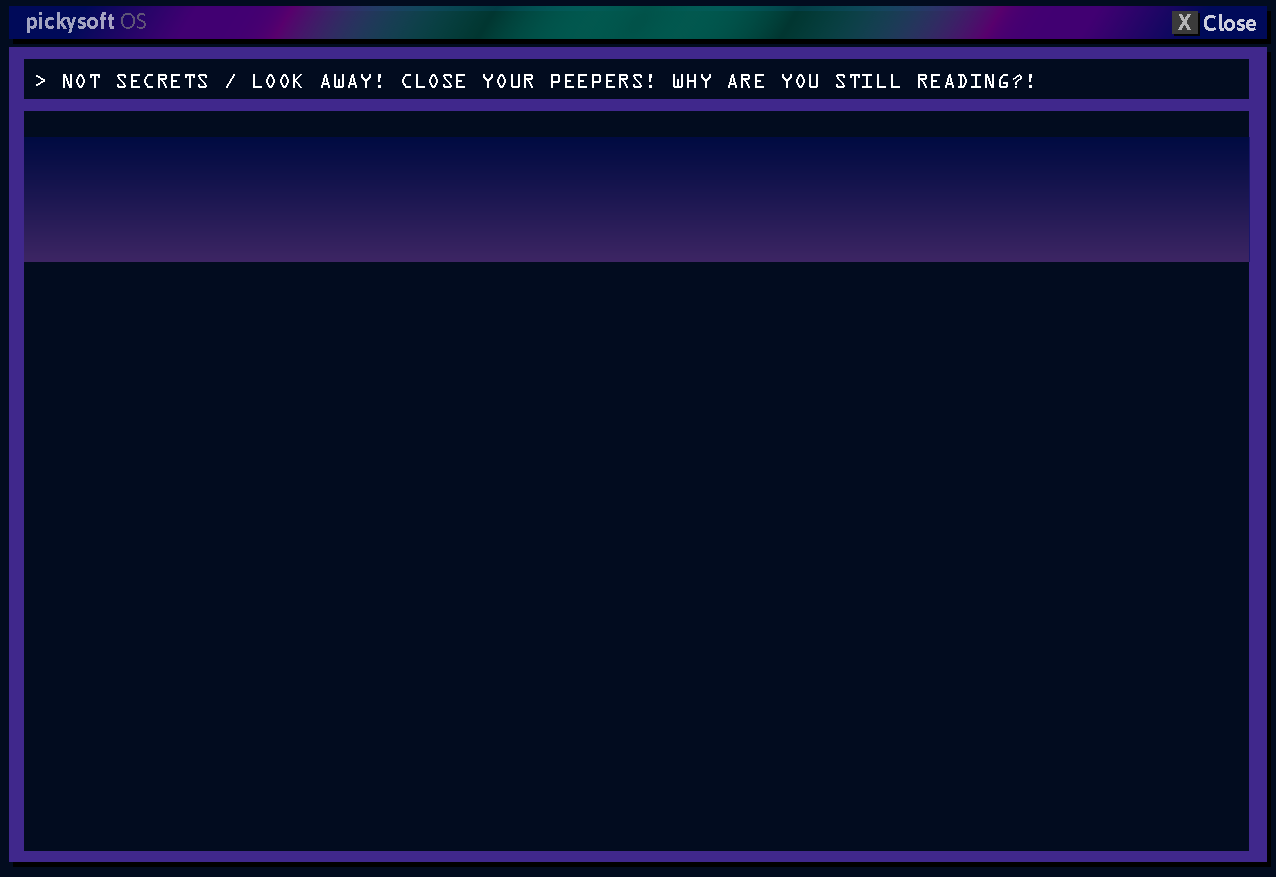 pickysoft OS
X Close
> NOT SECRETS / LOOK AWAY! CLOSE YOUR PEEPERS! WHY ARE YOU STILL READING?!